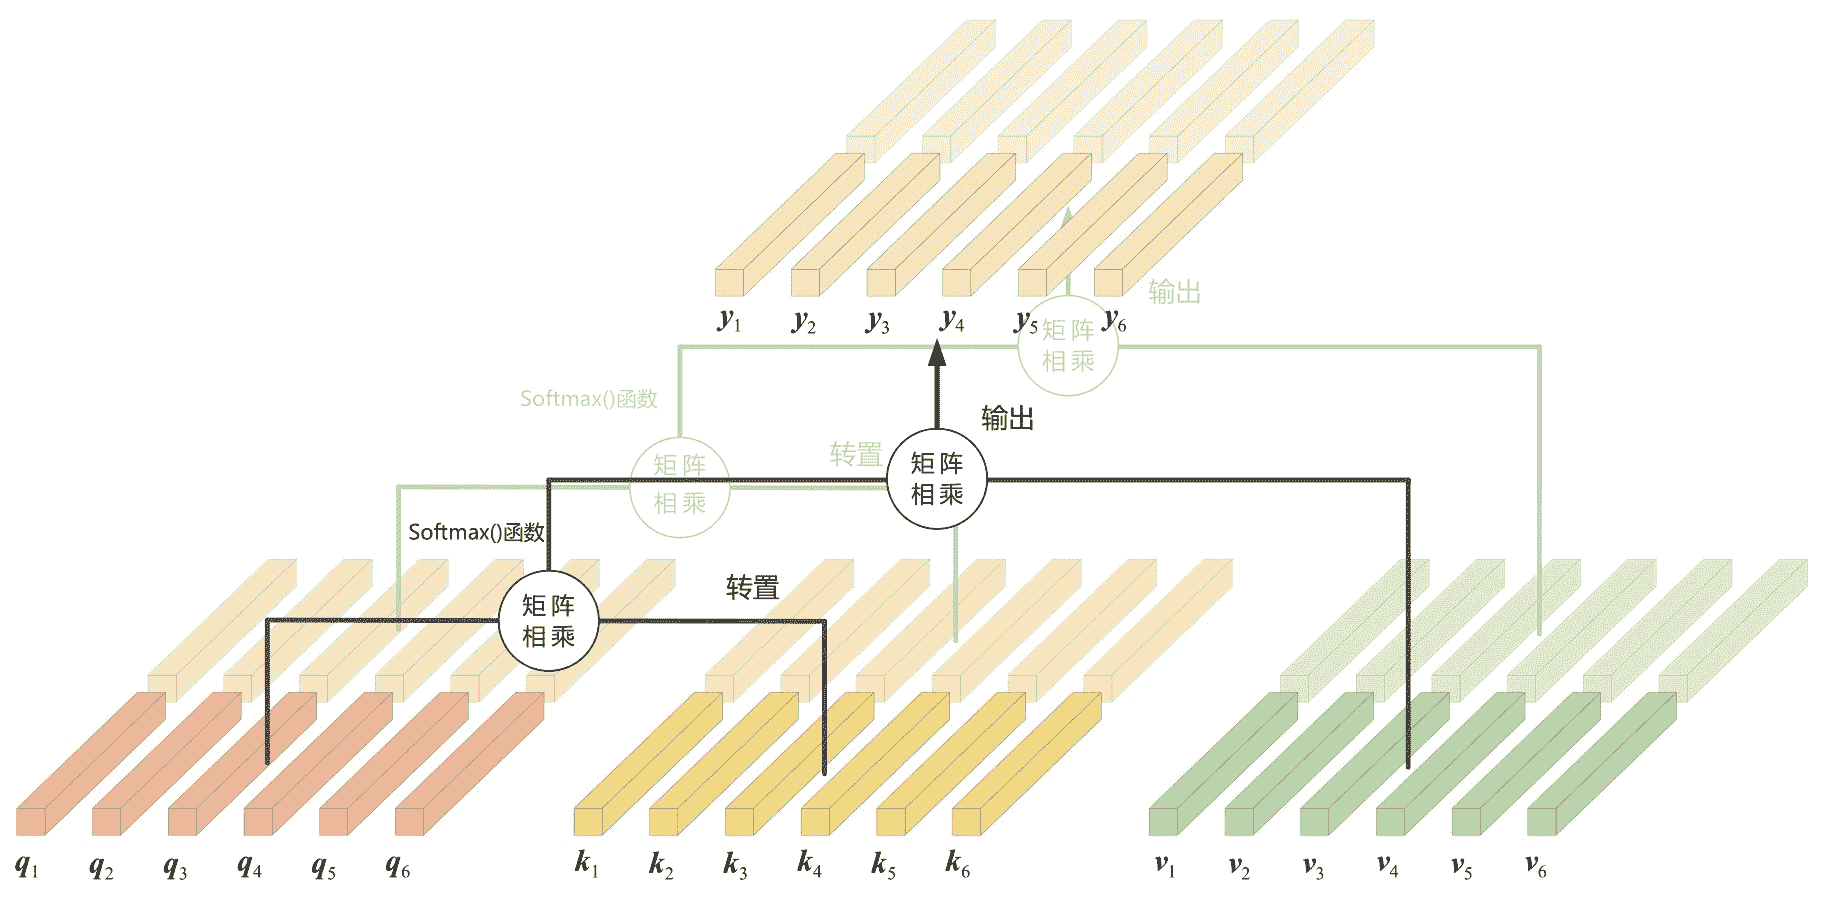 y1 y2 y3 y4 y5 y6
输出
矩阵
相乘
Softmax()函数
输出
转置
矩阵
相乘
矩阵
相乘
Softmax()函数
转置
矩阵
相乘
q1 q2 q3 q4 q5 q6
k1 k2 k3 k4 k5 k6
v1 v2 v3 v4 v5 v6